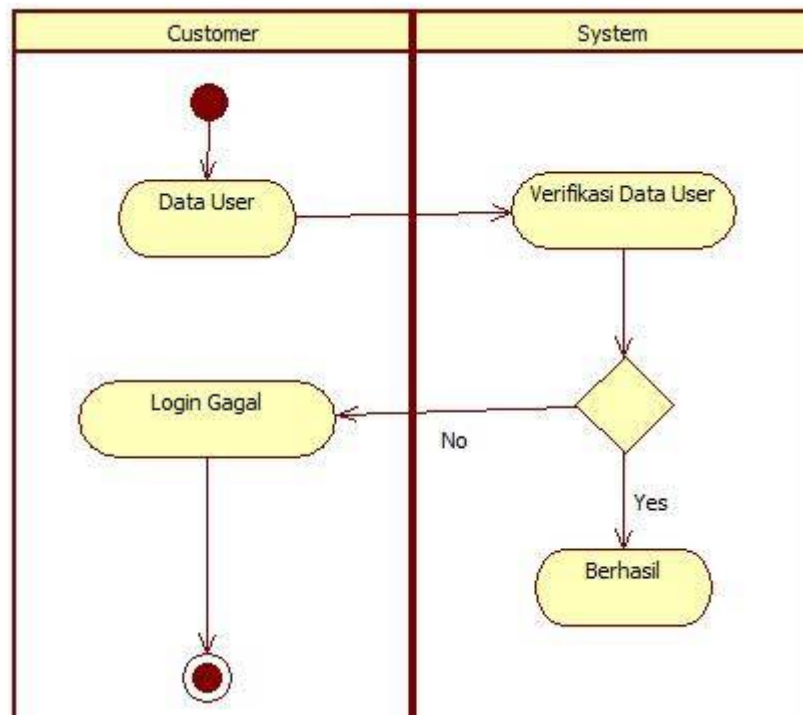 Customer
System
Data User
Verifikasi Data User
Login Gagal
No
Yes
Berhasil